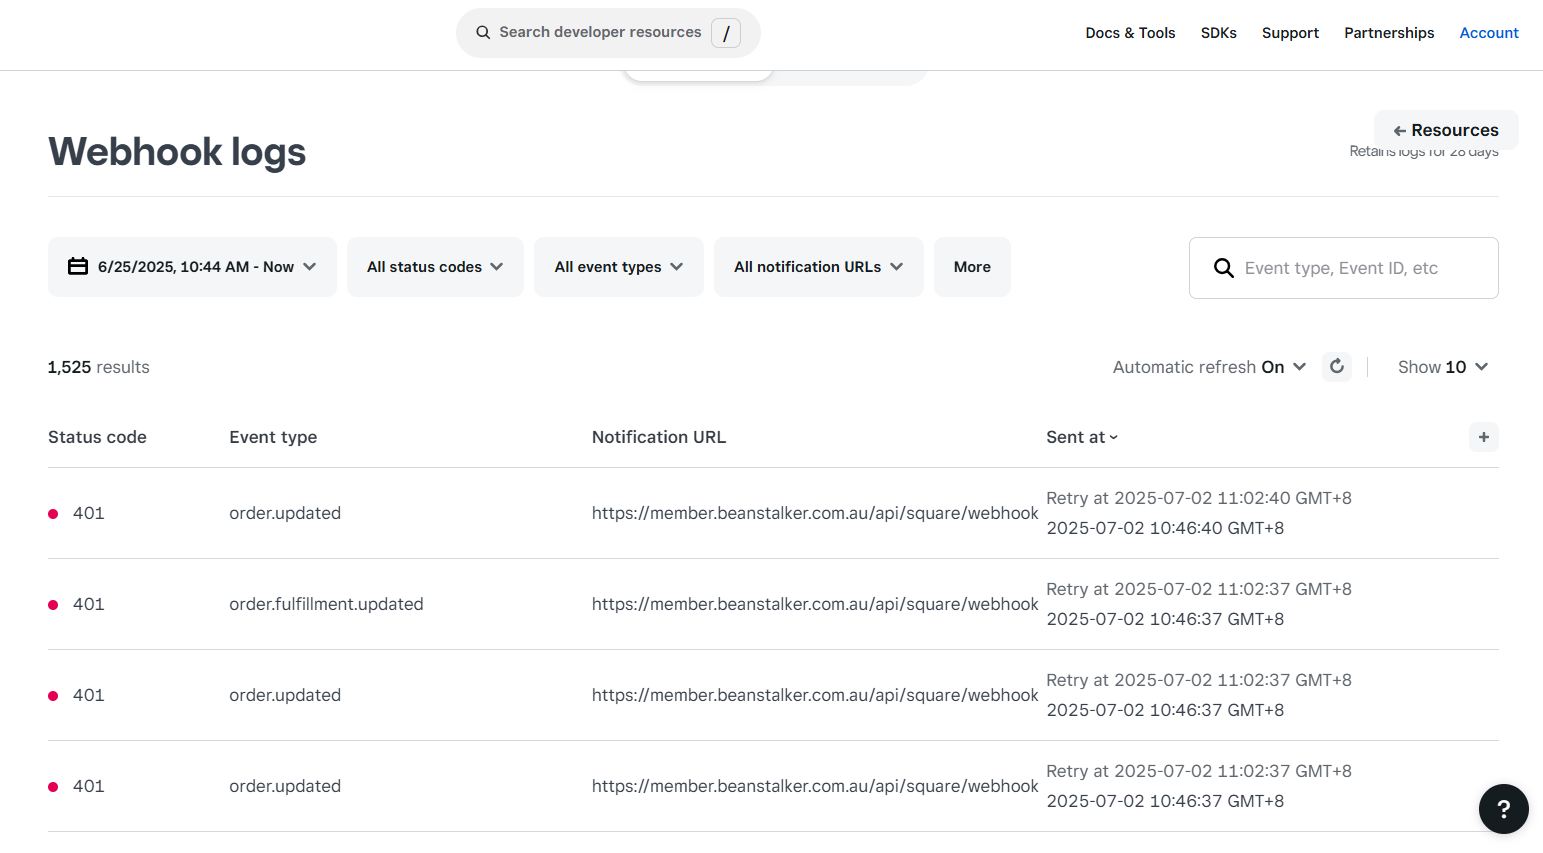 Search developer resources /
Docs & Tools SDKs Support Partnerships Account
Webhook logs
← Resources
Retains logs for 28 days
6/25/2025, 10:44 AM - Now All status codes All event types All notification URLs More Event type, Event ID, etc
1,525 results Automatic refresh On Show 10
Status code Event type Notification URL Sent at +
401 order.updated https://member.beanstalker.com.au/api/square/webhook Retry at 2025-07-02 11:02:40 GMT+8
2025-07-02 10:46:40 GMT+8
401 order.fulfillment.updated https://member.beanstalker.com.au/api/square/webhook Retry at 2025-07-02 11:02:37 GMT+8
2025-07-02 10:46:37 GMT+8
401 order.updated https://member.beanstalker.com.au/api/square/webhook Retry at 2025-07-02 11:02:37 GMT+8
2025-07-02 10:46:37 GMT+8
401 order.updated https://member.beanstalker.com.au/api/square/webhook Retry at 2025-07-02 11:02:37 GMT+8
2025-07-02 10:46:37 GMT+8
?